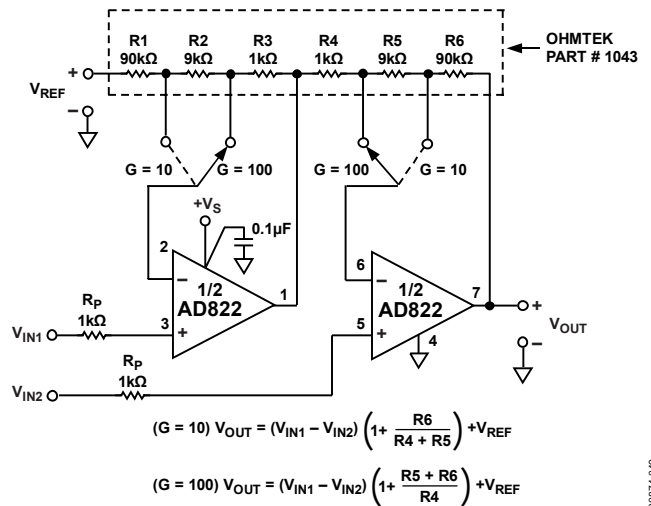 R1 R2 R3 R4 R5 R6
90kΩ 9kΩ 1kΩ 1kΩ 9kΩ 90kΩ
OHMTEK
PART # 1043
+
VREF
–
G = 10 G = 100 G = 100 G = 10
+VS
0.1µF
2
–
1/2
AD822
1
3
+
6
–
1/2
AD822
7
5
+
4
+
VOUT
–
RP
1kΩ
VIN1
RP
1kΩ
VIN2
(G = 10) VOUT = (VIN1 – VIN2) (1+ R6 / (R4 + R5)) +VREF
(G = 100) VOUT = (VIN1 – VIN2) (1+ (R5 + R6) / R4) +VREF